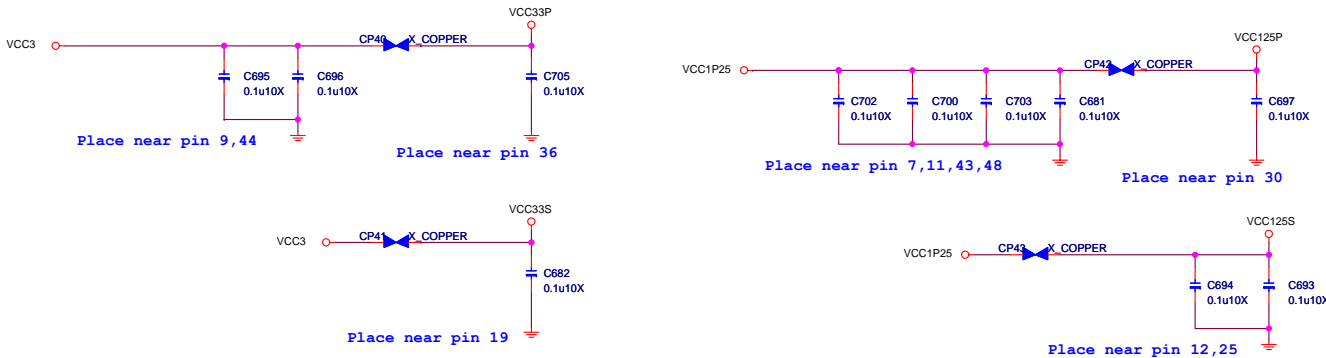 VCC33P
VCC3
CP40 X_COPPER
C695
0.1u10X
C696
0.1u10X
C705
0.1u10X
Place near pin 9,44
Place near pin 36
VCC125P
VCC1P25
CP42 X_COPPER
C702
0.1u10X
C700
0.1u10X
C703
0.1u10X
C681
0.1u10X
C697
0.1u10X
Place near pin 7,11,43,48
Place near pin 30
VCC33S
VCC3
CP41 X_COPPER
C682
0.1u10X
Place near pin 19
VCC125S
VCC1P25
CP43 X_COPPER
C694
0.1u10X
C693
0.1u10X
Place near pin 12,25